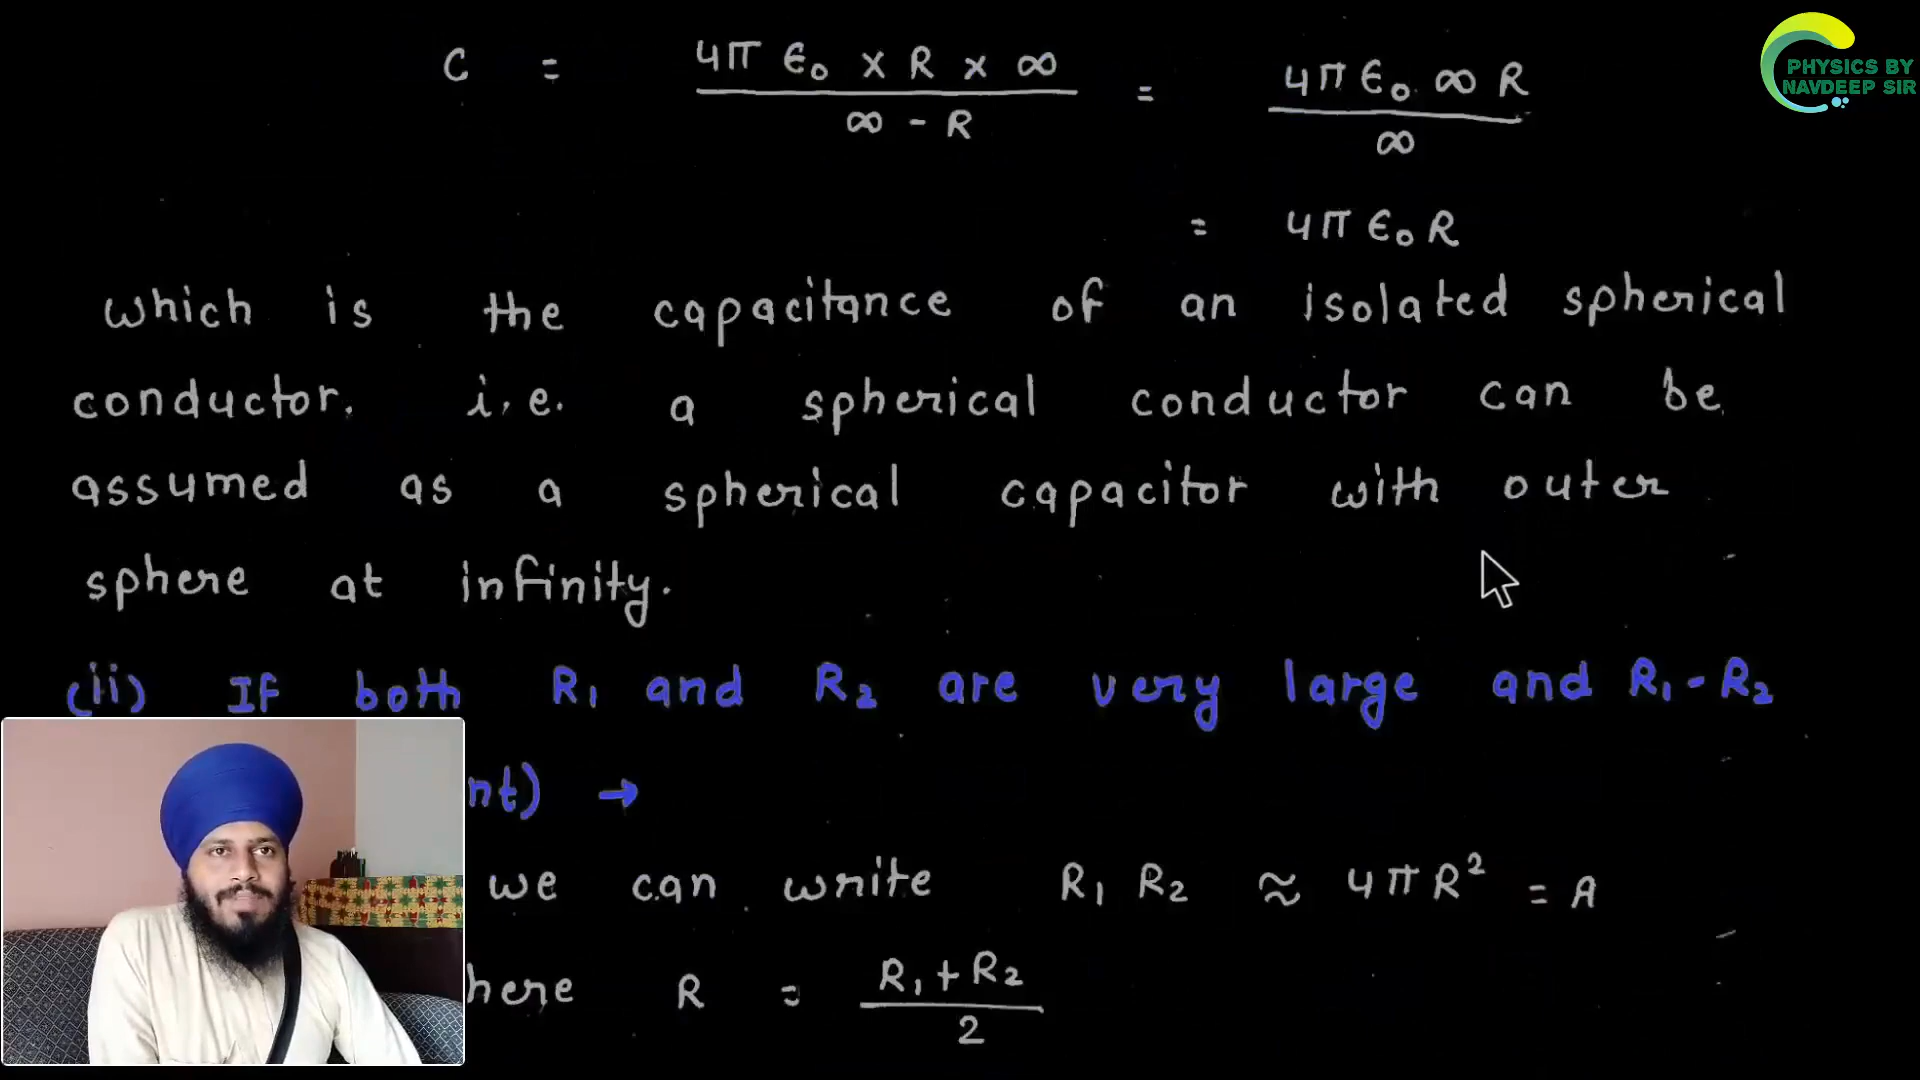 PHYSICS BY
NAVDEEP SIR
C = 4π ϵ₀ × R × ∞ / ∞ - R = 4π ϵ₀ ∞ R / ∞
= 4π ϵ₀ R
which is the capacitance of an isolated spherical
conductor. i.e. a spherical conductor can be
assumed as a spherical capacitor with outer
sphere at infinity.
(ii) If both R₁ and R₂ are very large and R₁ - R₂
nt) →
we can write R₁ R₂ ≈ 4π R² = A
here R = R₁ + R₂ / 2